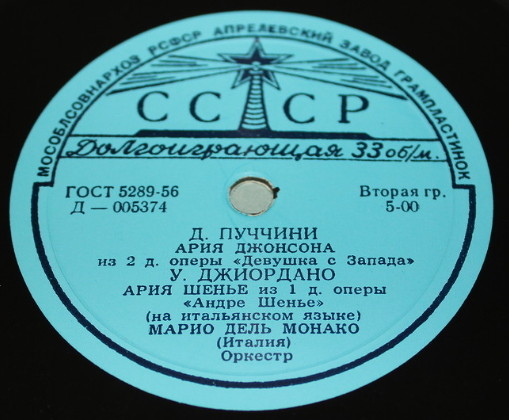 МОСОБЛСОВНАРХОЗ РСФСР АПРЕЛЕВСКИЙ ЗАВОД ГРАМПЛАСТИНОК
СССР
Долгоиграющая 33 об/м.
ГОСТ 5289-56
Д — 005374
Вторая гр.
5-00
Д. ПУЧЧИНИ
АРИЯ ДЖОНСОНА
из 2 д. оперы «Девушка с Запада»
У. ДЖИОРДАНО
АРИЯ ШЕНЬЕ из 1 д. оперы
«Андре Шенье»
(на итальянском языке)
МАРИО ДЕЛЬ МОНАКО
(Италия)
Оркестр